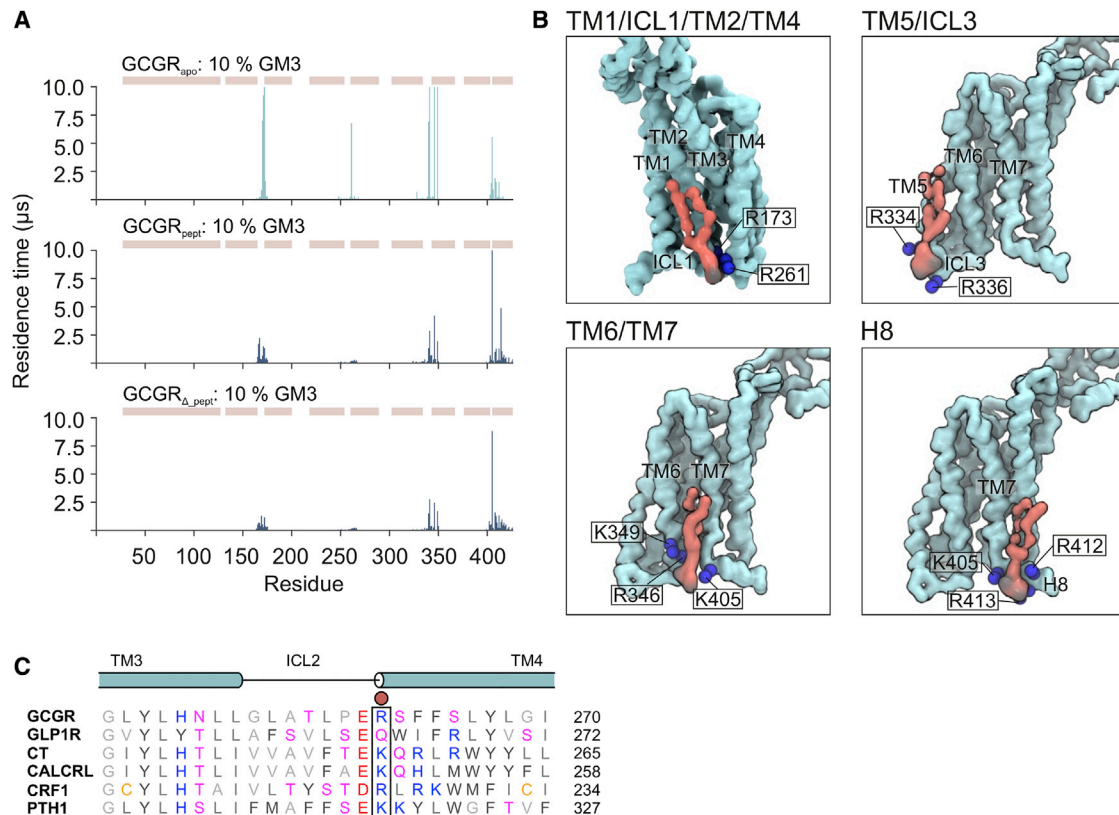 A
GCGRapo: 10 % GM3
10.0
7.5
5.0
2.5
GCGRpept: 10 % GM3
10.0
7.5
5.0
2.5
GCGRΔ_pept: 10 % GM3
10.0
7.5
5.0
2.5
Residence time (µs)
50 100 150 200 250 300 350 400
Residue
B
TM1/ICL1/TM2/TM4
TM2
TM4
TM1
TM3
R173
ICL1
R261
TM5/ICL3
TM6
TM7
TM5
R334
ICL3
R336
TM6/TM7
TM6
TM7
K349
R346
K405
H8
TM7
K405
R412
H8
R413
C
TM3 ICL2 TM4
GCGR G L Y L H N L L G L A T L P E R S F F S L Y L G I 270
GLP1R G V Y L Y T L L A F S V L S E Q W I F R L Y V S I 272
CT G I Y L H T L I V V A V F T E K Q R L R W Y Y L L 265
CALCRL G I Y L H T L I V V A V F A E K Q H L M W Y Y F L 258
CRF1 G C Y L H T A I V L T Y S T D R L R K W M F I C I 234
PTH1 G L Y L H S L I F M A F F S E K K Y L W G F T V F 327